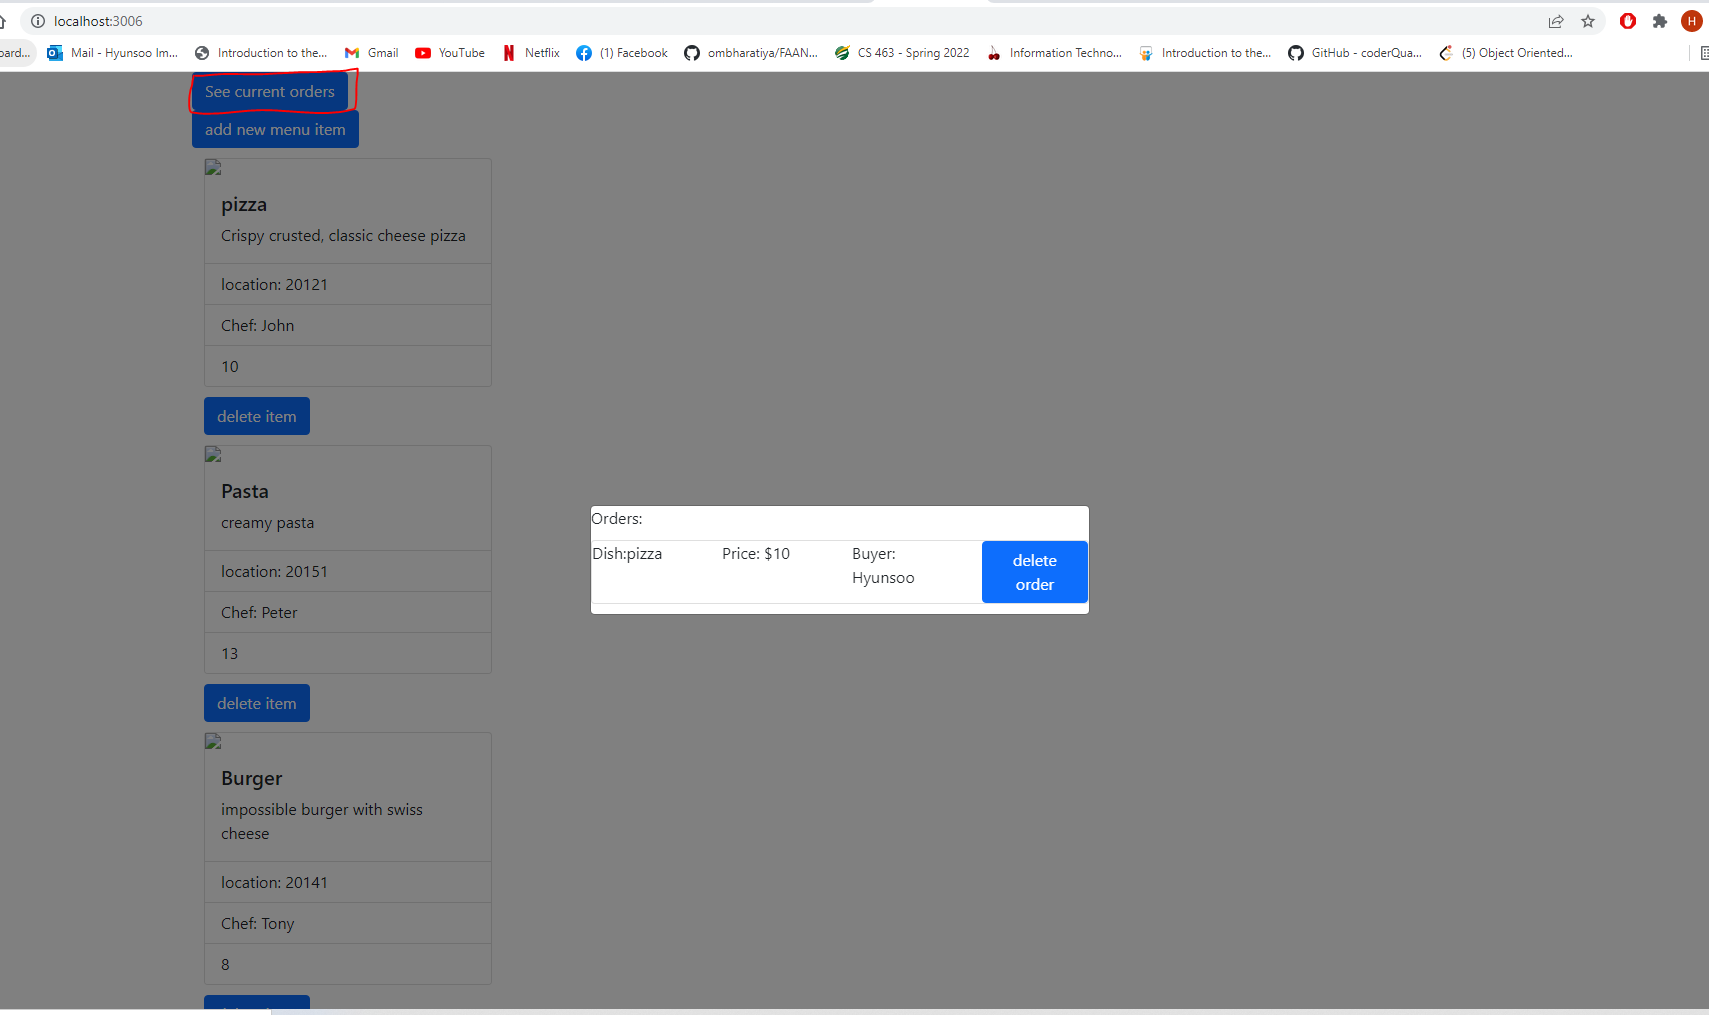 localhost:3006
oard...
Mail - Hyunsoo Im...
Introduction to the...
Gmail
YouTube
Netflix
(1) Facebook
ombharatiya/FAAN...
CS 463 - Spring 2022
Information Techno...
Introduction to the...
GitHub - coderQua...
(5) Object Oriented...
H
See current orders
add new menu item
pizza
Crispy crusted, classic cheese pizza
location: 20121
Chef: John
10
delete item
Pasta
creamy pasta
location: 20151
Chef: Peter
13
delete item
Burger
impossible burger with swiss
cheese
location: 20141
Chef: Tony
8
Orders:
Dish:pizza
Price: $10
Buyer:
Hyunsoo
delete
order